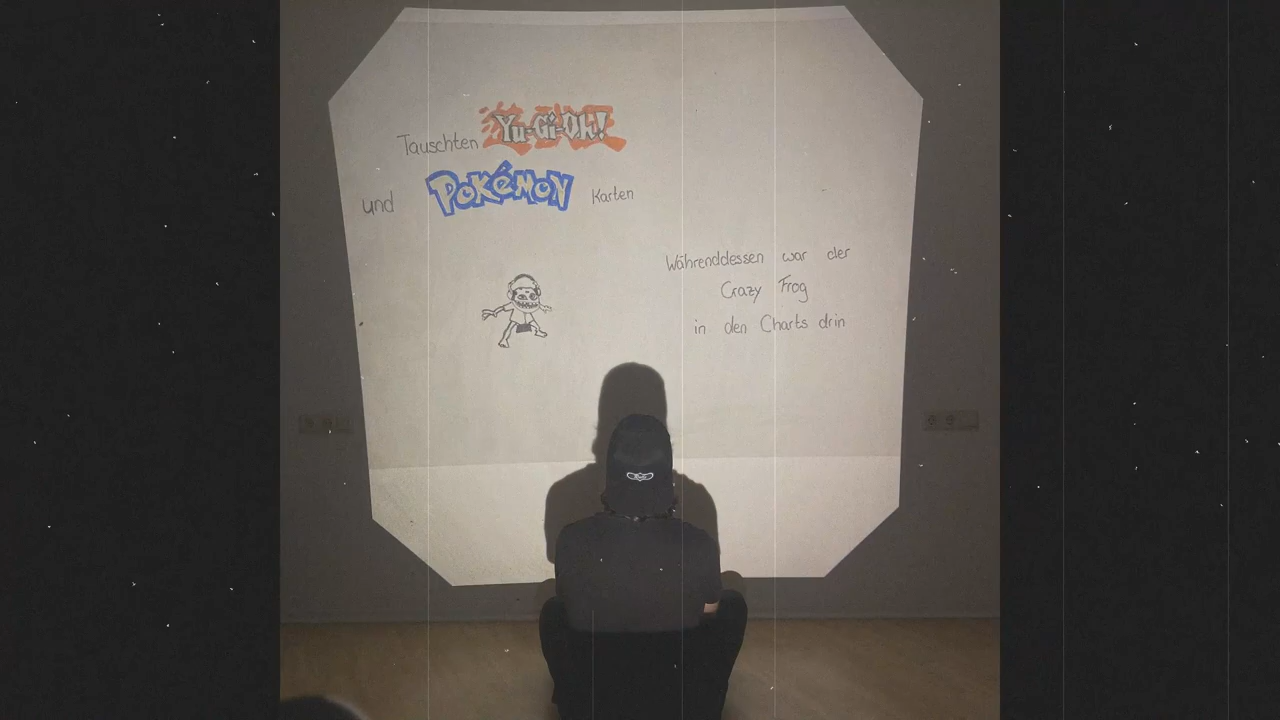 Tauschten Yu-Gi-Oh!
und POKéMON Karten
Währenddessen war der
Crazy Frog
in den Charts drin